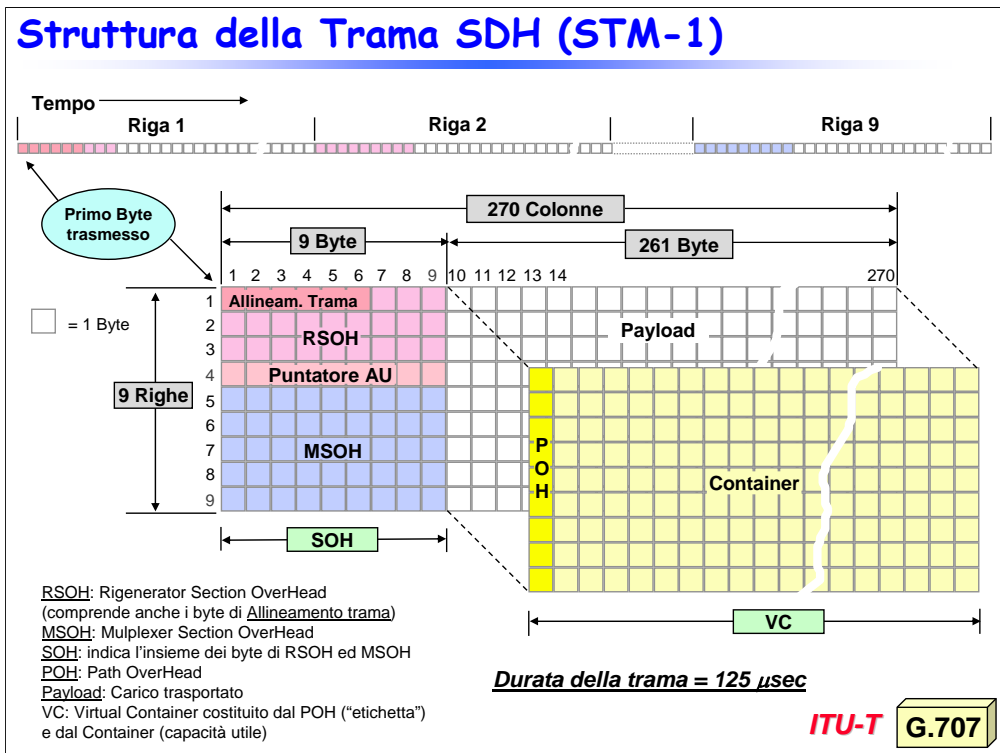 Struttura della Trama SDH (STM-1)
Tempo
Riga 1
Riga 2
Riga 9
Primo Byte
trasmesso
270 Colonne
9 Byte
261 Byte
1 2 3 4 5 6 7 8 9 10 11 12 13 14 270
= 1 Byte
9 Righe
1
2
3
4
5
6
7
8
9
Allineam. Trama
RSOH
Puntatore AU
MSOH
Payload
P
O
H
Container
SOH
VC
RSOH: Rigenerator Section OverHead
(comprende anche i byte di Allineamento trama)
MSOH: Mulplexer Section OverHead
SOH: indica l'insieme dei byte di RSOH ed MSOH
POH: Path OverHead
Payload: Carico trasportato
VC: Virtual Container costituito dal POH ("etichetta")
e dal Container (capacità utile)
Durata della trama = 125 μsec
ITU-T
G.707